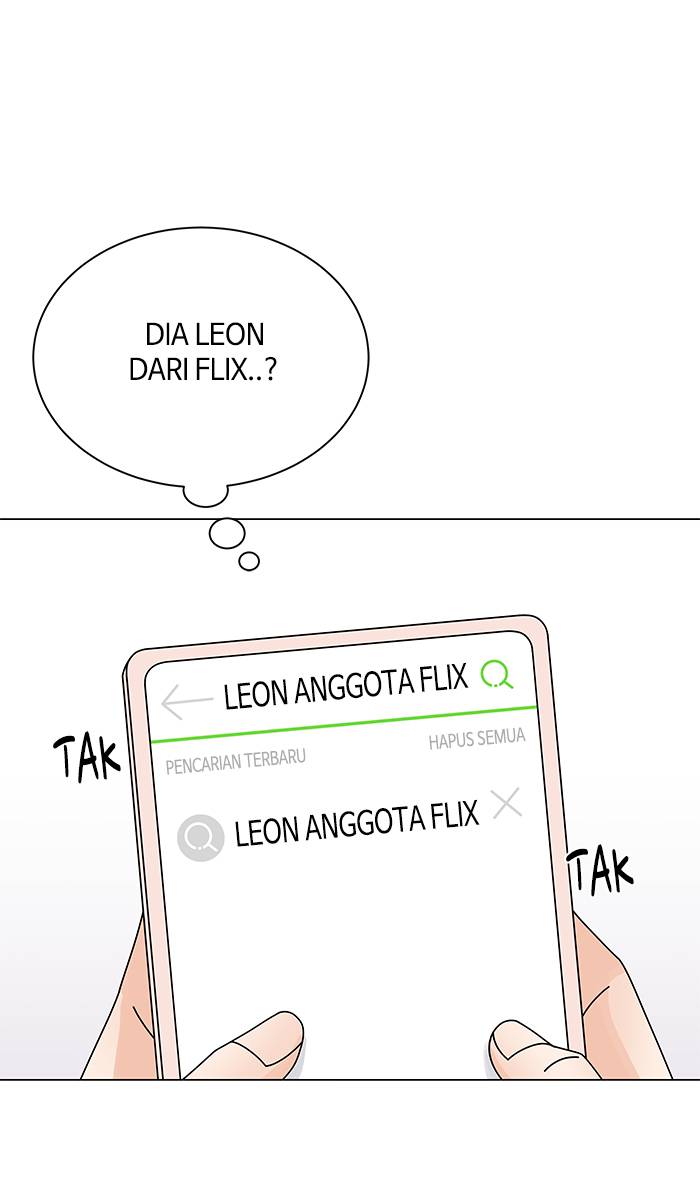 DIA LEON
DARI FLIX..?
LEON ANGGOTA FLIX
PENCARIAN TERBARU
HAPUS SEMUA
TAK
LEON ANGGOTA FLIX
TAK